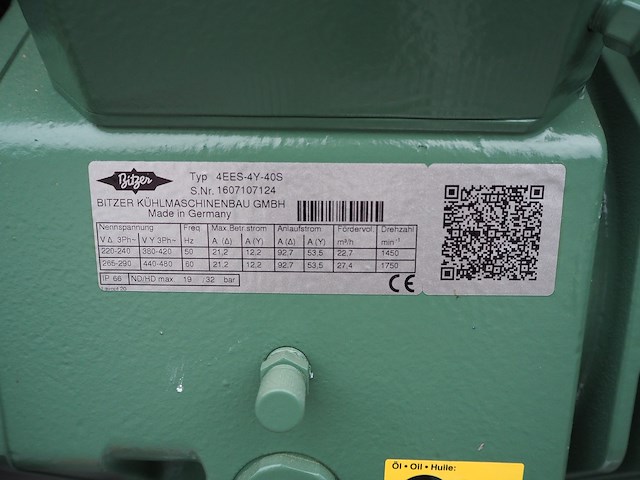 Bitzer
Typ 4EES-4Y-40S
S.Nr. 1607107124
BITZER KÜHLMASCHINENBAU GMBH
Made in Germany
Nennspannung Freq Max.Betr.strom Anlaufstrom Fördervol. Drehzahl
V Δ, 3Ph~ V Y 3Ph~ Hz A (Δ) A (Y) A (Δ) A (Y) m³/h min⁻¹
220-240 380-420 50 21,2 12,2 92,7 53,5 22,7 1450
265-290 440-480 60 21,2 12,2 92,7 53,5 27,4 1750
IP 66 ND/HD max. 19 32 bar
CE
Öl • Oil • Huile: